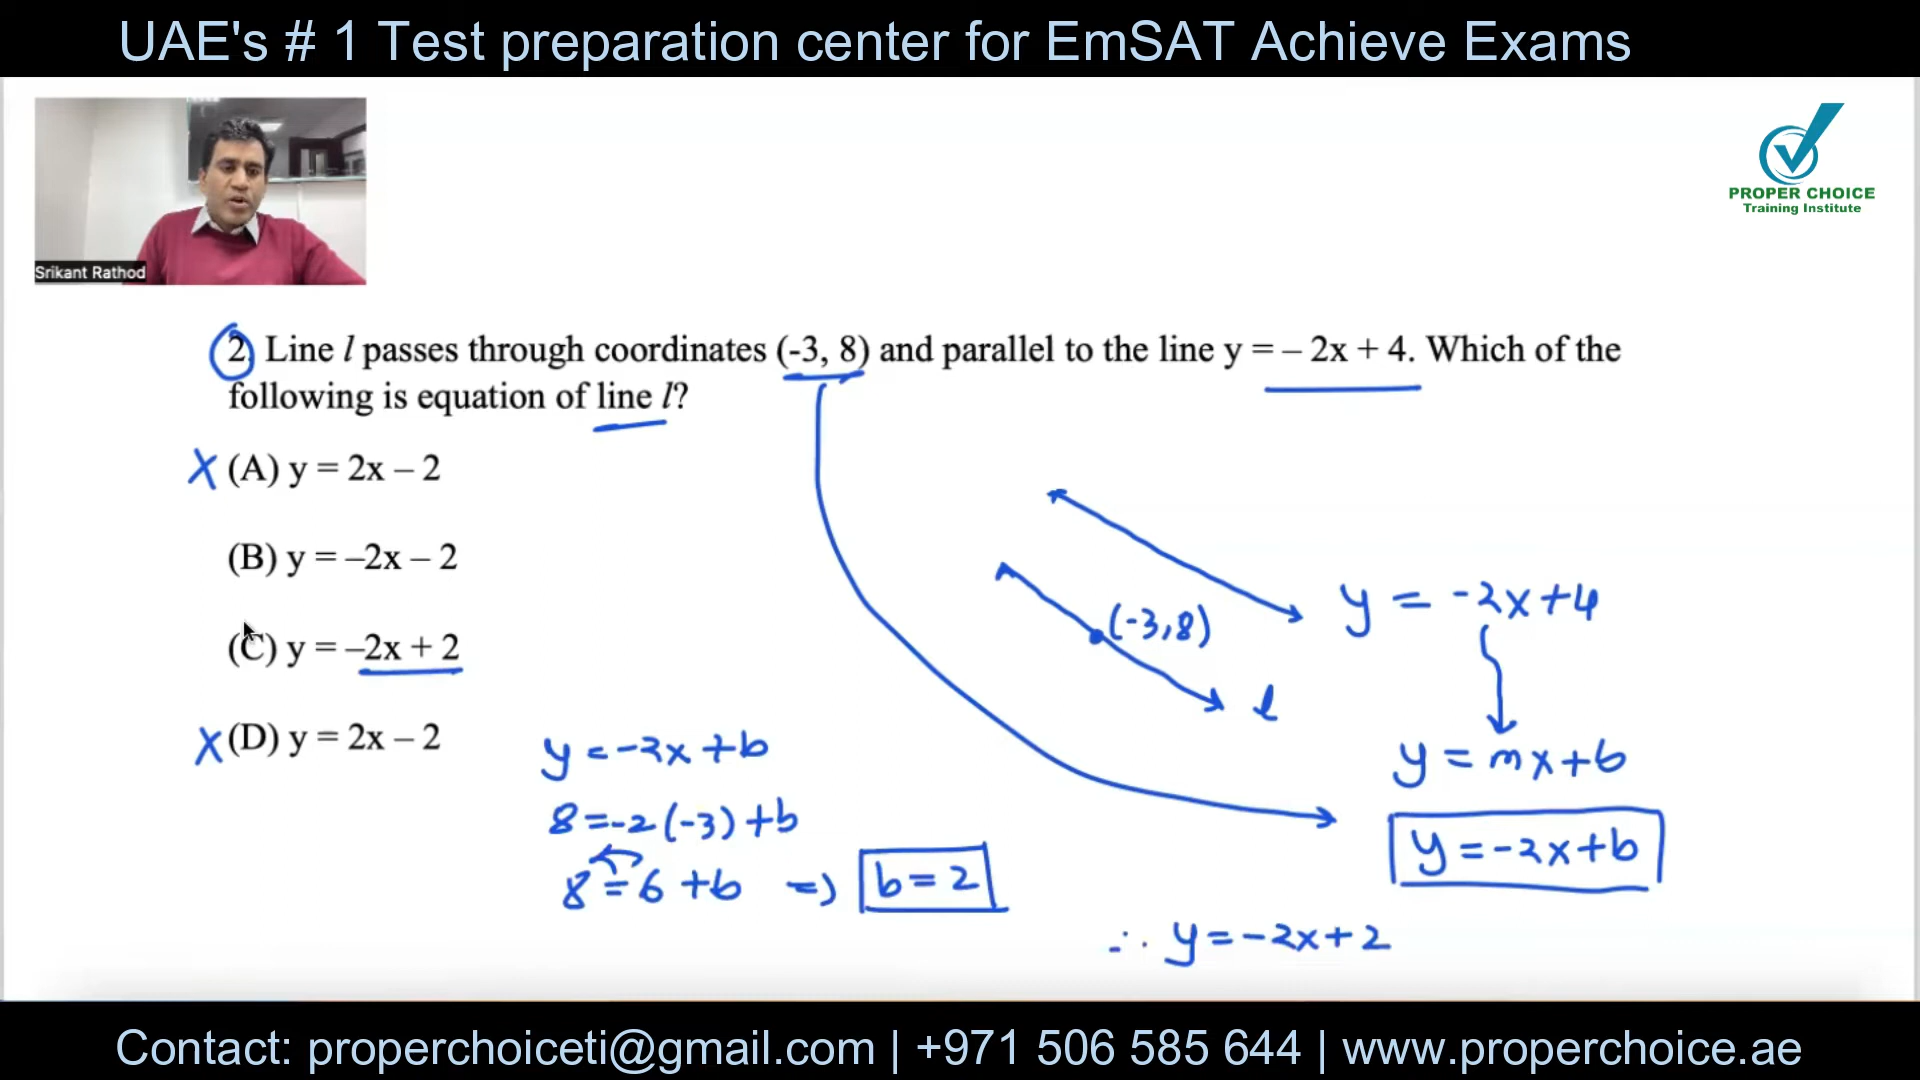 UAE's # 1 Test preparation center for EmSAT Achieve Exams
PROPER CHOICE
Training Institute
Srikant Rathod
2. Line l passes through coordinates (-3, 8) and parallel to the line y = – 2x + 4. Which of the
following is equation of line l?
X (A) y = 2x – 2
(B) y = –2x – 2
(C) y = –2x + 2
X (D) y = 2x – 2
(-3,8)
l
y = -2x+4
y = mx+b
y = -2x+b
y = -2x+b
8 = -2(-3)+b
8 = 6 +b => b = 2
∴ y = -2x+2
Contact: properchoiceti@gmail.com | +971 506 585 644 | www.properchoice.ae